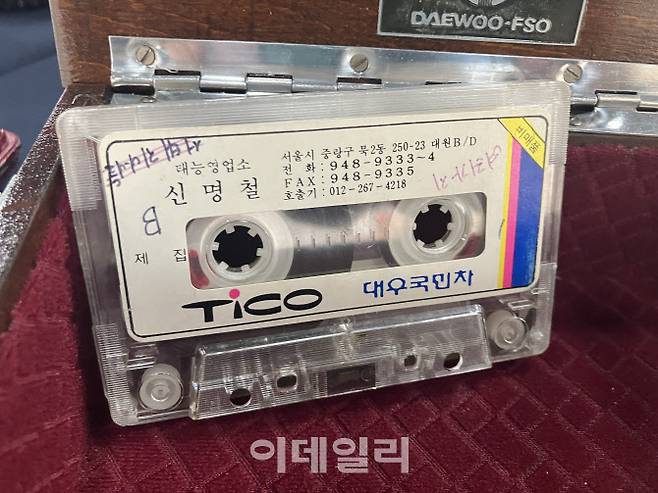 DAEWOO-FSO
비매품
서울시 중랑구 묵2동 250-23 대원B/D
태능영업소
전 화:948-9333~4
신명철
FAX:948-9335
호출기:012-267-4218
B
제 집
TiCO
대우국민차
이데일리